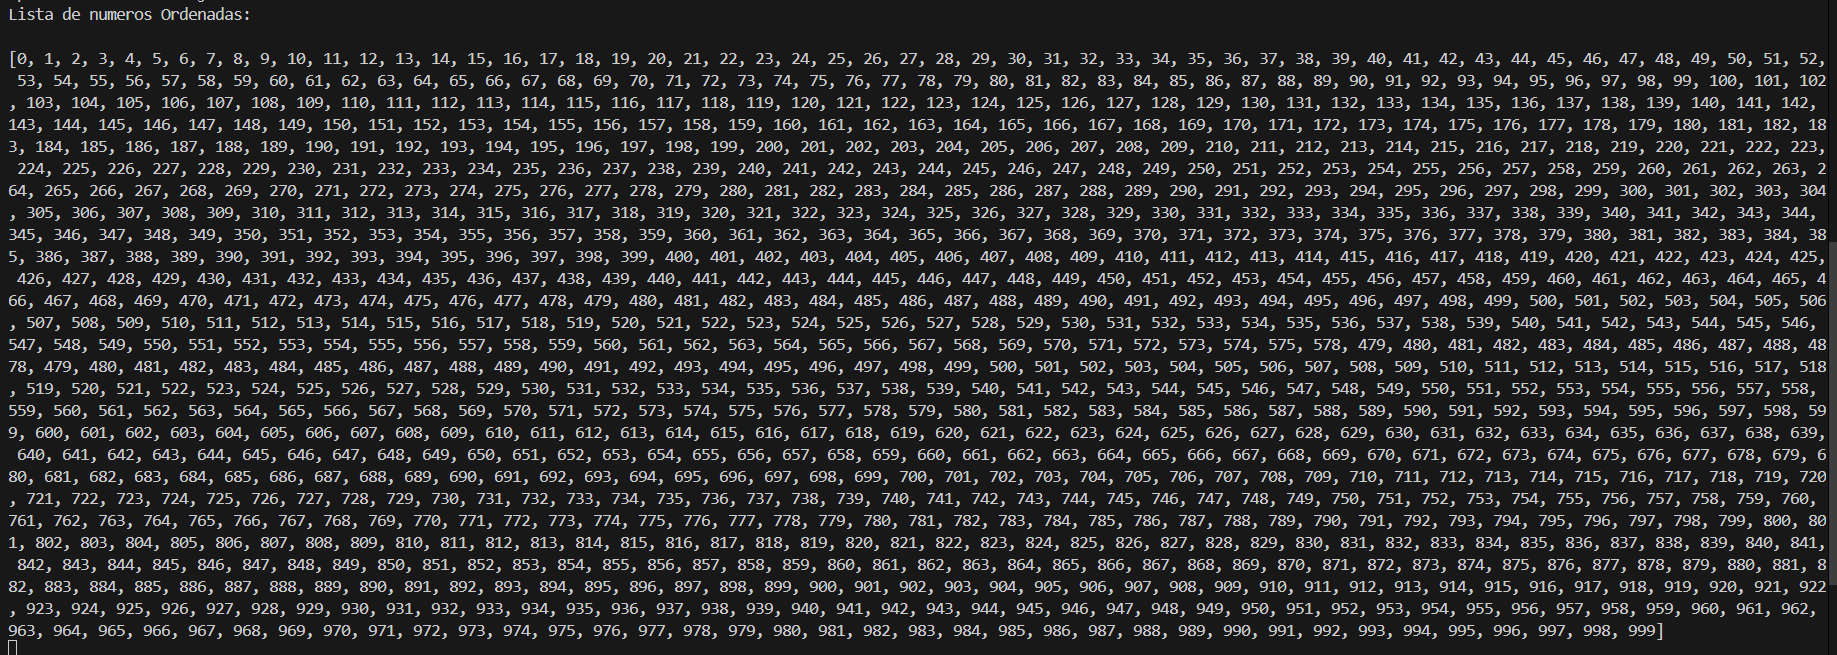 Lista de numeros Ordenadas:
[0, 1, 2, 3, 4, 5, 6, 7, 8, 9, 10, 11, 12, 13, 14, 15, 16, 17, 18, 19, 20, 21, 22, 23, 24, 25, 26, 27, 28, 29, 30, 31, 32, 33, 34, 35, 36, 37, 38, 39, 40, 41, 42, 43, 44, 45, 46, 47, 48, 49, 50, 51, 52,
53, 54, 55, 56, 57, 58, 59, 60, 61, 62, 63, 64, 65, 66, 67, 68, 69, 70, 71, 72, 73, 74, 75, 76, 77, 78, 79, 80, 81, 82, 83, 84, 85, 86, 87, 88, 89, 90, 91, 92, 93, 94, 95, 96, 97, 98, 99, 100, 101, 102
, 103, 104, 105, 106, 107, 108, 109, 110, 111, 112, 113, 114, 115, 116, 117, 118, 119, 120, 121, 122, 123, 124, 125, 126, 127, 128, 129, 130, 131, 132, 133, 134, 135, 136, 137, 138, 139, 140, 141, 142,
143, 144, 145, 146, 147, 148, 149, 150, 151, 152, 153, 154, 155, 156, 157, 158, 159, 160, 161, 162, 163, 164, 165, 166, 167, 168, 169, 170, 171, 172, 173, 174, 175, 176, 177, 178, 179, 180, 181, 182, 18
3, 184, 185, 186, 187, 188, 189, 190, 191, 192, 193, 194, 195, 196, 197, 198, 199, 200, 201, 202, 203, 204, 205, 206, 207, 208, 209, 210, 211, 212, 213, 214, 215, 216, 217, 218, 219, 220, 221, 222, 223,
224, 225, 226, 227, 228, 229, 230, 231, 232, 233, 234, 235, 236, 237, 238, 239, 240, 241, 242, 243, 244, 245, 246, 247, 248, 249, 250, 251, 252, 253, 254, 255, 256, 257, 258, 259, 260, 261, 262, 263, 2
64, 265, 266, 267, 268, 269, 270, 271, 272, 273, 274, 275, 276, 277, 278, 279, 280, 281, 282, 283, 284, 285, 286, 287, 288, 289, 290, 291, 292, 293, 294, 295, 296, 297, 298, 299, 300, 301, 302, 303, 304
, 305, 306, 307, 308, 309, 310, 311, 312, 313, 314, 315, 316, 317, 318, 319, 320, 321, 322, 323, 324, 325, 326, 327, 328, 329, 330, 331, 332, 333, 334, 335, 336, 337, 338, 339, 340, 341, 342, 343, 344,
345, 346, 347, 348, 349, 350, 351, 352, 353, 354, 355, 356, 357, 358, 359, 360, 361, 362, 363, 364, 365, 366, 367, 368, 369, 370, 371, 372, 373, 374, 375, 376, 377, 378, 379, 380, 381, 382, 383, 384, 38
5, 386, 387, 388, 389, 390, 391, 392, 393, 394, 395, 396, 397, 398, 399, 400, 401, 402, 403, 404, 405, 406, 407, 408, 409, 410, 411, 412, 413, 414, 415, 416, 417, 418, 419, 420, 421, 422, 423, 424, 425,
426, 427, 428, 429, 430, 431, 432, 433, 434, 435, 436, 437, 438, 439, 440, 441, 442, 443, 444, 445, 446, 447, 448, 449, 450, 451, 452, 453, 454, 455, 456, 457, 458, 459, 460, 461, 462, 463, 464, 465, 4
66, 467, 468, 469, 470, 471, 472, 473, 474, 475, 476, 477, 478, 479, 480, 481, 482, 483, 484, 485, 486, 487, 488, 489, 490, 491, 492, 493, 494, 495, 496, 497, 498, 499, 500, 501, 502, 503, 504, 505, 506
, 507, 508, 509, 510, 511, 512, 513, 514, 515, 516, 517, 518, 519, 520, 521, 522, 523, 524, 525, 526, 527, 528, 529, 530, 531, 532, 533, 534, 535, 536, 537, 538, 539, 540, 541, 542, 543, 544, 545, 546,
547, 548, 549, 550, 551, 552, 553, 554, 555, 556, 557, 558, 559, 560, 561, 562, 563, 564, 565, 566, 567, 568, 569, 570, 571, 572, 573, 574, 575, 578, 479, 480, 481, 482, 483, 484, 485, 486, 487, 488, 48
78, 479, 480, 481, 482, 483, 484, 485, 486, 487, 488, 489, 490, 491, 492, 493, 494, 495, 496, 497, 498, 499, 500, 501, 502, 503, 504, 505, 506, 507, 508, 509, 510, 511, 512, 513, 514, 515, 516, 517, 518
, 519, 520, 521, 522, 523, 524, 525, 526, 527, 528, 529, 530, 531, 532, 533, 534, 535, 536, 537, 538, 539, 540, 541, 542, 543, 544, 545, 546, 547, 548, 549, 550, 551, 552, 553, 554, 555, 556, 557, 558,
559, 560, 561, 562, 563, 564, 565, 566, 567, 568, 569, 570, 571, 572, 573, 574, 575, 576, 577, 578, 579, 580, 581, 582, 583, 584, 585, 586, 587, 588, 589, 590, 591, 592, 593, 594, 595, 596, 597, 598, 59
9, 600, 601, 602, 603, 604, 605, 606, 607, 608, 609, 610, 611, 612, 613, 614, 615, 616, 617, 618, 619, 620, 621, 622, 623, 624, 625, 626, 627, 628, 629, 630, 631, 632, 633, 634, 635, 636, 637, 638, 639,
640, 641, 642, 643, 644, 645, 646, 647, 648, 649, 650, 651, 652, 653, 654, 655, 656, 657, 658, 659, 660, 661, 662, 663, 664, 665, 666, 667, 668, 669, 670, 671, 672, 673, 674, 675, 676, 677, 678, 679, 6
80, 681, 682, 683, 684, 685, 686, 687, 688, 689, 690, 691, 692, 693, 694, 695, 696, 697, 698, 699, 700, 701, 702, 703, 704, 705, 706, 707, 708, 709, 710, 711, 712, 713, 714, 715, 716, 717, 718, 719, 720
, 721, 722, 723, 724, 725, 726, 727, 728, 729, 730, 731, 732, 733, 734, 735, 736, 737, 738, 739, 740, 741, 742, 743, 744, 745, 746, 747, 748, 749, 750, 751, 752, 753, 754, 755, 756, 757, 758, 759, 760,
761, 762, 763, 764, 765, 766, 767, 768, 769, 770, 771, 772, 773, 774, 775, 776, 777, 778, 779, 780, 781, 782, 783, 784, 785, 786, 787, 788, 789, 790, 791, 792, 793, 794, 795, 796, 797, 798, 799, 800, 80
1, 802, 803, 804, 805, 806, 807, 808, 809, 810, 811, 812, 813, 814, 815, 816, 817, 818, 819, 820, 821, 822, 823, 824, 825, 826, 827, 828, 829, 830, 831, 832, 833, 834, 835, 836, 837, 838, 839, 840, 841,
842, 843, 844, 845, 846, 847, 848, 849, 850, 851, 852, 853, 854, 855, 856, 857, 858, 859, 860, 861, 862, 863, 864, 865, 866, 867, 868, 869, 870, 871, 872, 873, 874, 875, 876, 877, 878, 879, 880, 881, 8
82, 883, 884, 885, 886, 887, 888, 889, 890, 891, 892, 893, 894, 895, 896, 897, 898, 899, 900, 901, 902, 903, 904, 905, 906, 907, 908, 909, 910, 911, 912, 913, 914, 915, 916, 917, 918, 919, 920, 921, 922
, 923, 924, 925, 926, 927, 928, 929, 930, 931, 932, 933, 934, 935, 936, 937, 938, 939, 940, 941, 942, 943, 944, 945, 946, 947, 948, 949, 950, 951, 952, 953, 954, 955, 956, 957, 958, 959, 960, 961, 962,
963, 964, 965, 966, 967, 968, 969, 970, 971, 972, 973, 974, 975, 976, 977, 978, 979, 980, 981, 982, 983, 984, 985, 986, 987, 988, 989, 990, 991, 992, 993, 994, 995, 996, 997, 998, 999]